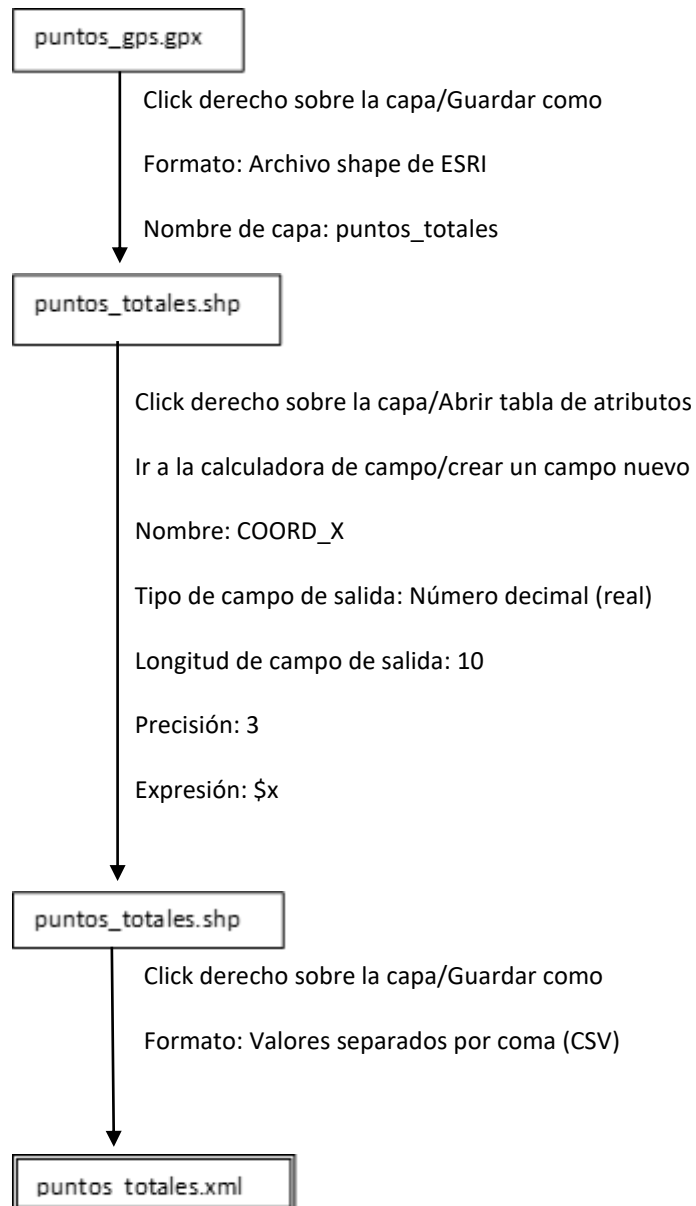 puntos_gps.gpx
Click derecho sobre la capa/Guardar como
Formato: Archivo shape de ESRI
Nombre de capa: puntos_totales
puntos_totales.shp
Click derecho sobre la capa/Abrir tabla de atributos
Ir a la calculadora de campo/crear un campo nuevo
Nombre: COORD_X
Tipo de campo de salida: Número decimal (real)
Longitud de campo de salida: 10
Precisión: 3
Expresión: $x
puntos_totales.shp
Click derecho sobre la capa/Guardar como
Formato: Valores separados por coma (CSV)
puntos_totales.xml